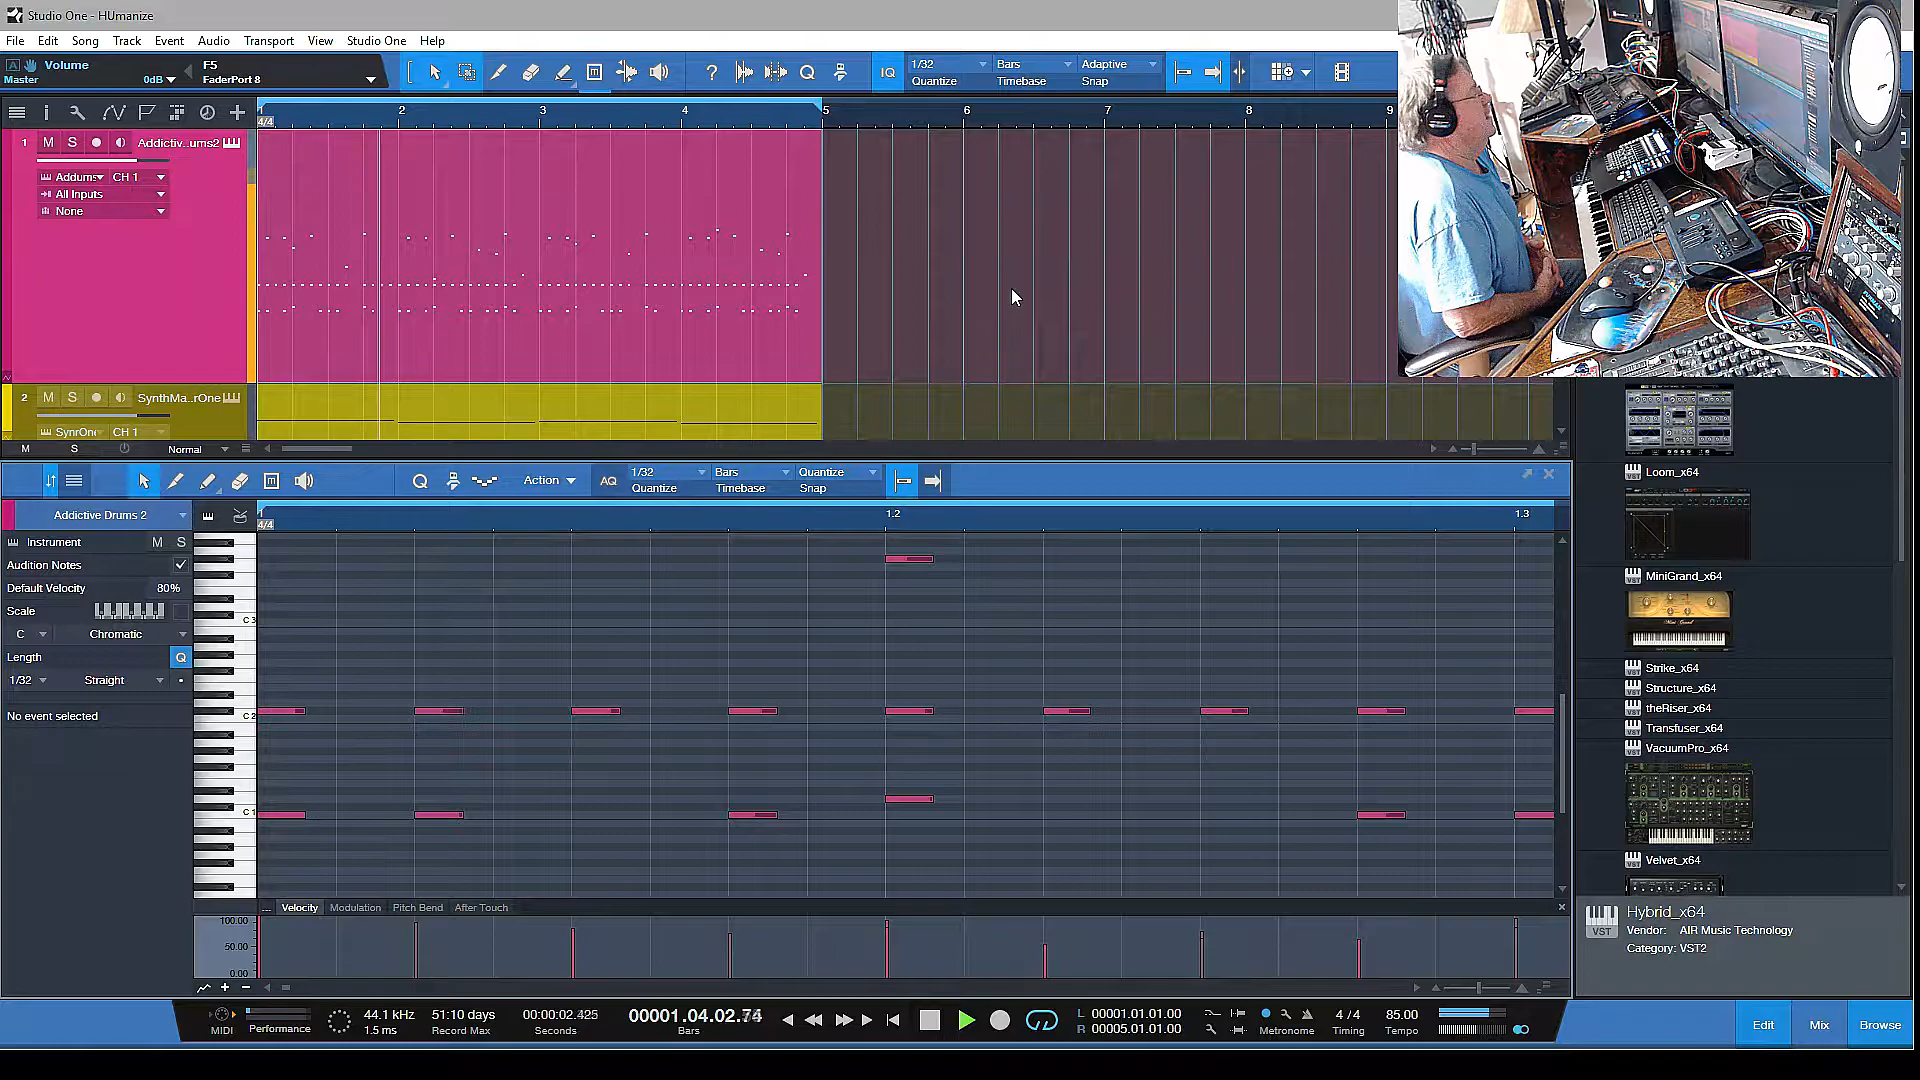 Studio One - HUmanize
File Edit Song Track Event Audio Transport View Studio One Help
A Volume F5
Master 0dB FaderPort 8
IQ 1/32 Bars Adaptive
Quantize Timebase Snap
1 2 3 4 5 6 7 8 9
4/4
1 M S Addictiv..ums2
Addums CH 1
All Inputs
None
2 M S SynthMa..rOne
SynrOne CH 1
M S Normal
Q Action AQ 1/32 Bars Quantize
Quantize Timebase Snap
Addictive Drums 2
1 1.2 1.3
4/4
Instrument M S
Audition Notes
Default Velocity 80%
Scale
C Chromatic
Length Q
1/32 Straight
No event selected
C 3
C 2
C 1
... Velocity Modulation Pitch Bend After Touch
100.00
50.00
0.00
Loom_x64
MiniGrand_x64
Strike_x64
Structure_x64
theRiser_x64
Transfuser_x64
VacuumPro_x64
Velvet_x64
VST
Hybrid_x64
Vendor: AIR Music Technology
Category: VST2
MIDI Performance
44.1 kHz
1.5 ms
51:10 days
Record Max
00:00:02.425
Seconds
00001.04.02.74
Bars
L 00001.01.01.00
R 00005.01.01.00
Metronome
4 / 4
Timing
85.00
Tempo
Edit Mix Browse